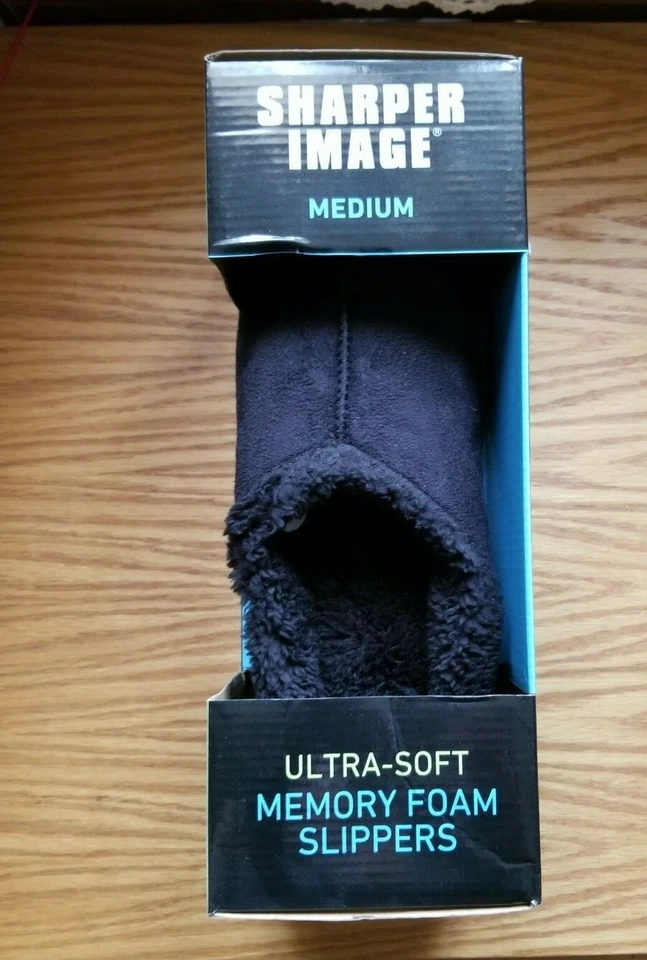 SHARPER
IMAGE®
MEDIUM
ULTRA-SOFT
MEMORY FOAM
SLIPPERS